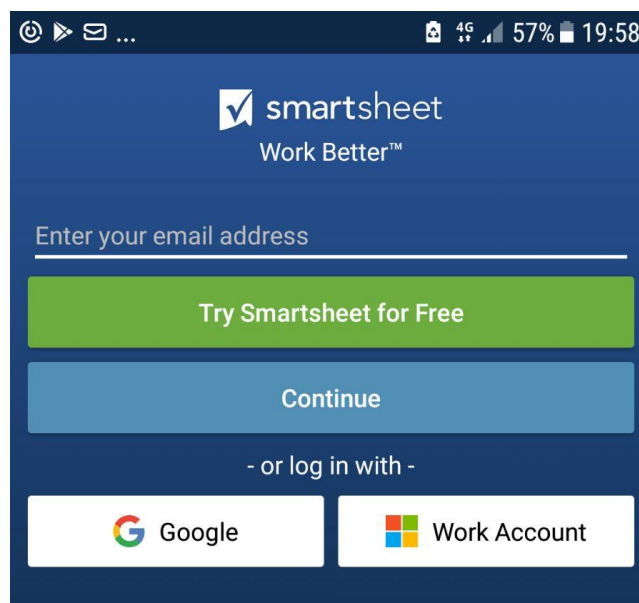 ... 4G 57% 19:58
smartsheet
Work Better™
Enter your email address
Try Smartsheet for Free
Continue
- or log in with -
Google Work Account